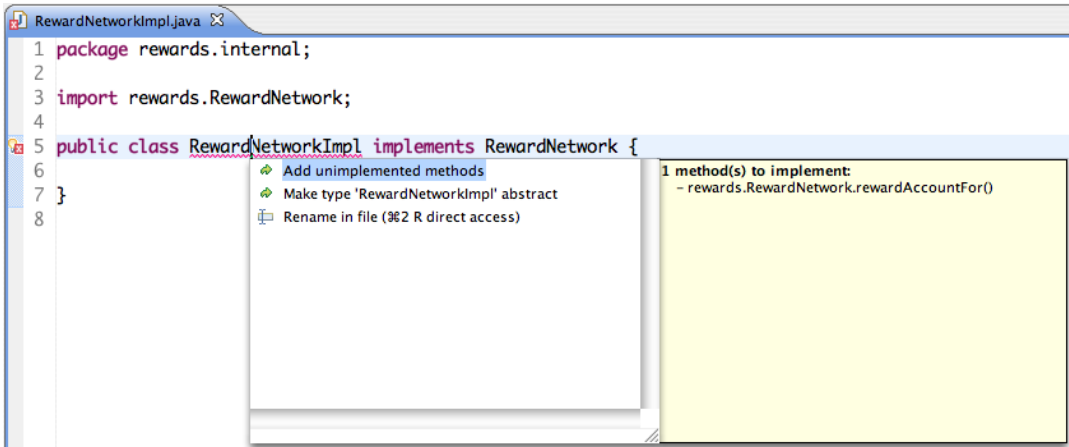 RewardNetworkImpl.java
1 package rewards.internal;
2
3 import rewards.RewardNetwork;
4
5 public class RewardNetworkImpl implements RewardNetwork {
6
7 }
8
Add unimplemented methods
Make type 'RewardNetworkImpl' abstract
Rename in file (⌘2 R direct access)
1 method(s) to implement:
- rewards.RewardNetwork.rewardAccountFor()